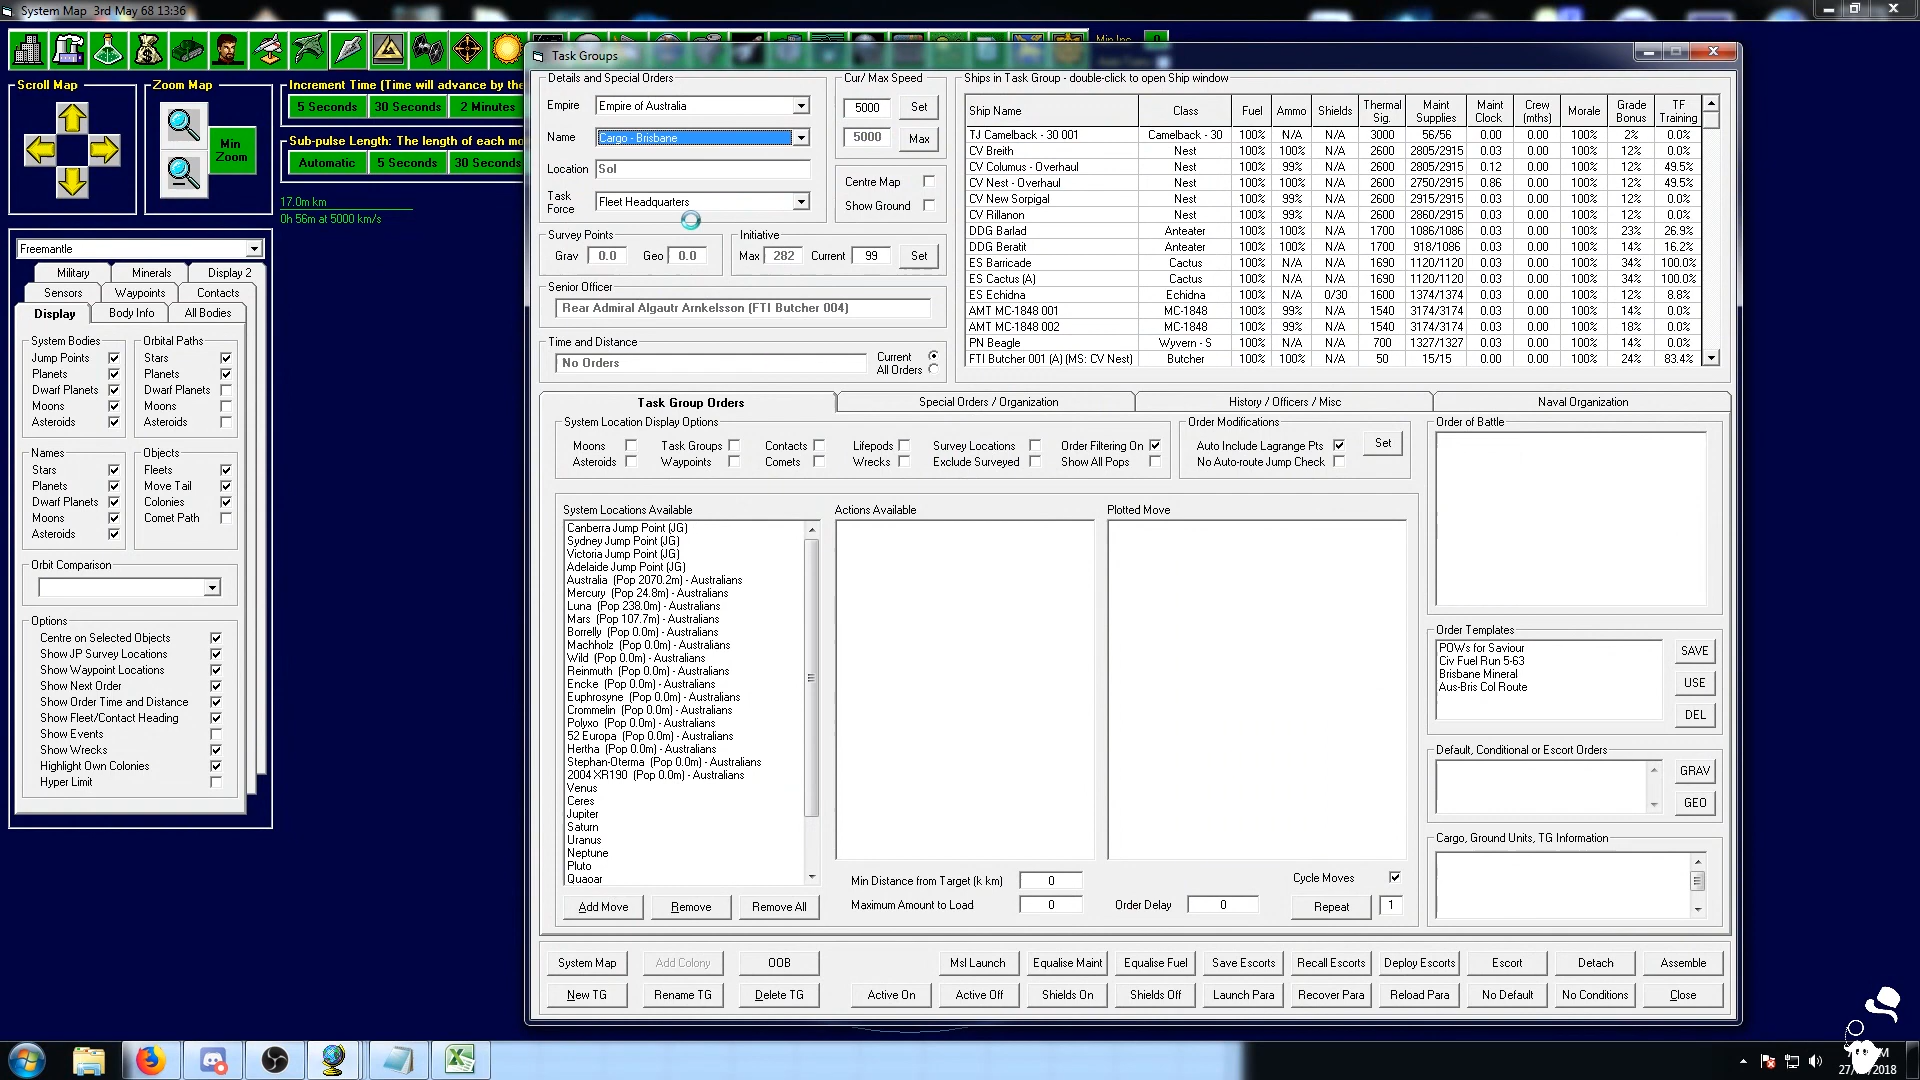 System Map 3rd May 68 13:36
Scroll Map
Zoom Map
Min Zoom
Increment Time (Time will advance by the
5 Seconds 30 Seconds 2 Minutes
Sub-pulse Length: The length of each mo
Automatic 5 Seconds 30 Seconds
17.0m km
0h 56m at 5000 km/s
Freemantle
Military Minerals Display 2
Sensors Waypoints Contacts
Display Body Info All Bodies
System Bodies
Jump Points
Planets
Dwarf Planets
Moons
Asteroids
Orbital Paths
Stars
Planets
Dwarf Planets
Moons
Asteroids
Names
Stars
Planets
Dwarf Planets
Moons
Asteroids
Objects
Fleets
Move Tail
Colonies
Comet Path
Orbit Comparison
Options
Centre on Selected Objects
Show JP Survey Locations
Show Waypoint Locations
Show Next Order
Show Order Time and Distance
Show Fleet/Contact Heading
Show Events
Show Wrecks
Highlight Own Colonies
Hyper Limit
Task Groups
Details and Special Orders
Empire Empire of Australia
Name Cargo - Brisbane
Location Sol
Task Force Fleet Headquarters
Cur/ Max Speed
5000 Set
5000 Max
Centre Map
Show Ground
Survey Points
Grav 0.0 Geo 0.0
Initiative
Max 282 Current 99 Set
Senior Officer
Rear Admiral Algautr Arnkelsson (FTI Butcher 004)
Time and Distance
No Orders
Current
All Orders
Ships in Task Group - double-click to open Ship window
Ship Name Class Fuel Ammo Shields Thermal Sig. Maint Supplies Maint Clock Crew (mths) Morale Grade Bonus TF Training
TJ Camelback - 30 001 Camelback - 30 100% N/A N/A 3000 56/56 0.00 0.00 100% 2% 0.0%
CV Breith Nest 100% 100% N/A 2600 2805/2915 0.03 0.00 100% 12% 0.0%
CV Columus - Overhaul Nest 100% 99% N/A 2600 2805/2915 0.12 0.00 100% 12% 49.5%
CV Nest - Overhaul Nest 100% 100% N/A 2600 2750/2915 0.86 0.00 100% 12% 49.5%
CV New Sorpigal Nest 100% 99% N/A 2600 2915/2915 0.03 0.00 100% 12% 0.0%
CV Rillanon Nest 100% 99% N/A 2600 2860/2915 0.03 0.00 100% 12% 0.0%
DDG Barlad Anteater 100% 100% N/A 1700 1086/1086 0.03 0.00 100% 23% 26.9%
DDG Beratit Anteater 100% 100% N/A 1700 918/1086 0.03 0.00 100% 14% 16.2%
ES Barricade Cactus 100% N/A N/A 1690 1120/1120 0.03 0.00 100% 34% 100.0%
ES Cactus (A) Cactus 100% N/A N/A 1690 1120/1120 0.03 0.00 100% 34% 100.0%
ES Echidna Echidna 100% N/A 0/30 1600 1374/1374 0.03 0.00 100% 12% 8.8%
AMT MC-1848 001 MC-1848 100% 99% N/A 1540 3174/3174 0.03 0.00 100% 14% 0.0%
AMT MC-1848 002 MC-1848 100% 99% N/A 1540 3174/3174 0.03 0.00 100% 18% 0.0%
PN Beagle Wyvern - S 100% N/A N/A 700 1327/1327 0.03 0.00 100% 14% 0.0%
FTI Butcher 001 (A) (MS: CV Nest) Butcher 100% 100% N/A 50 15/15 0.00 0.00 100% 24% 83.4%
Task Group Orders Special Orders / Organization History / Officers / Misc Naval Organization
System Location Display Options
Moons Task Groups Contacts Lifepods Survey Locations Order Filtering On
Asteroids Waypoints Comets Wrecks Exclude Surveyed Show All Pops
Order Modifications
Auto Include Lagrange Pts
No Auto-route Jump Check
Set
Order of Battle
System Locations Available
Canberra Jump Point (JG)
Sydney Jump Point (JG)
Victoria Jump Point (JG)
Adelaide Jump Point (JG)
Australia (Pop 2070.2m) - Australians
Mercury (Pop 24.8m) - Australians
Luna (Pop 238.0m) - Australians
Mars (Pop 107.7m) - Australians
Borrelly (Pop 0.0m) - Australians
Machholz (Pop 0.0m) - Australians
Wild (Pop 0.0m) - Australians
Reinmuth (Pop 0.0m) - Australians
Encke (Pop 0.0m) - Australians
Euphrosyne (Pop 0.0m) - Australians
Crommelin (Pop 0.0m) - Australians
Polyxo (Pop 0.0m) - Australians
52 Europa (Pop 0.0m) - Australians
Hertha (Pop 0.0m) - Australians
Stephan-Oterma (Pop 0.0m) - Australians
2004 XR190 (Pop 0.0m) - Australians
Venus
Ceres
Jupiter
Saturn
Uranus
Neptune
Pluto
Quaoar
Actions Available
Plotted Move
Min Distance from Target (k km) 0
Maximum Amount to Load 0
Order Delay 0
Cycle Moves
Repeat 1
Add Move Remove Remove All
Order Templates
POWs for Saviour
Civ Fuel Run 5-63
Brisbane Mineral
Aus-Bris Col Route
SAVE
USE
DEL
Default, Conditional or Escort Orders
GRAV
GEO
Cargo, Ground Units, TG Information
System Map Add Colony OOB Msl Launch Equalise Maint Equalise Fuel Save Escorts Recall Escorts Deploy Escorts Escort Detach Assemble
New TG Rename TG Delete TG Active On Active Off Shields On Shields Off Launch Para Recover Para Reload Para No Default No Conditions Close